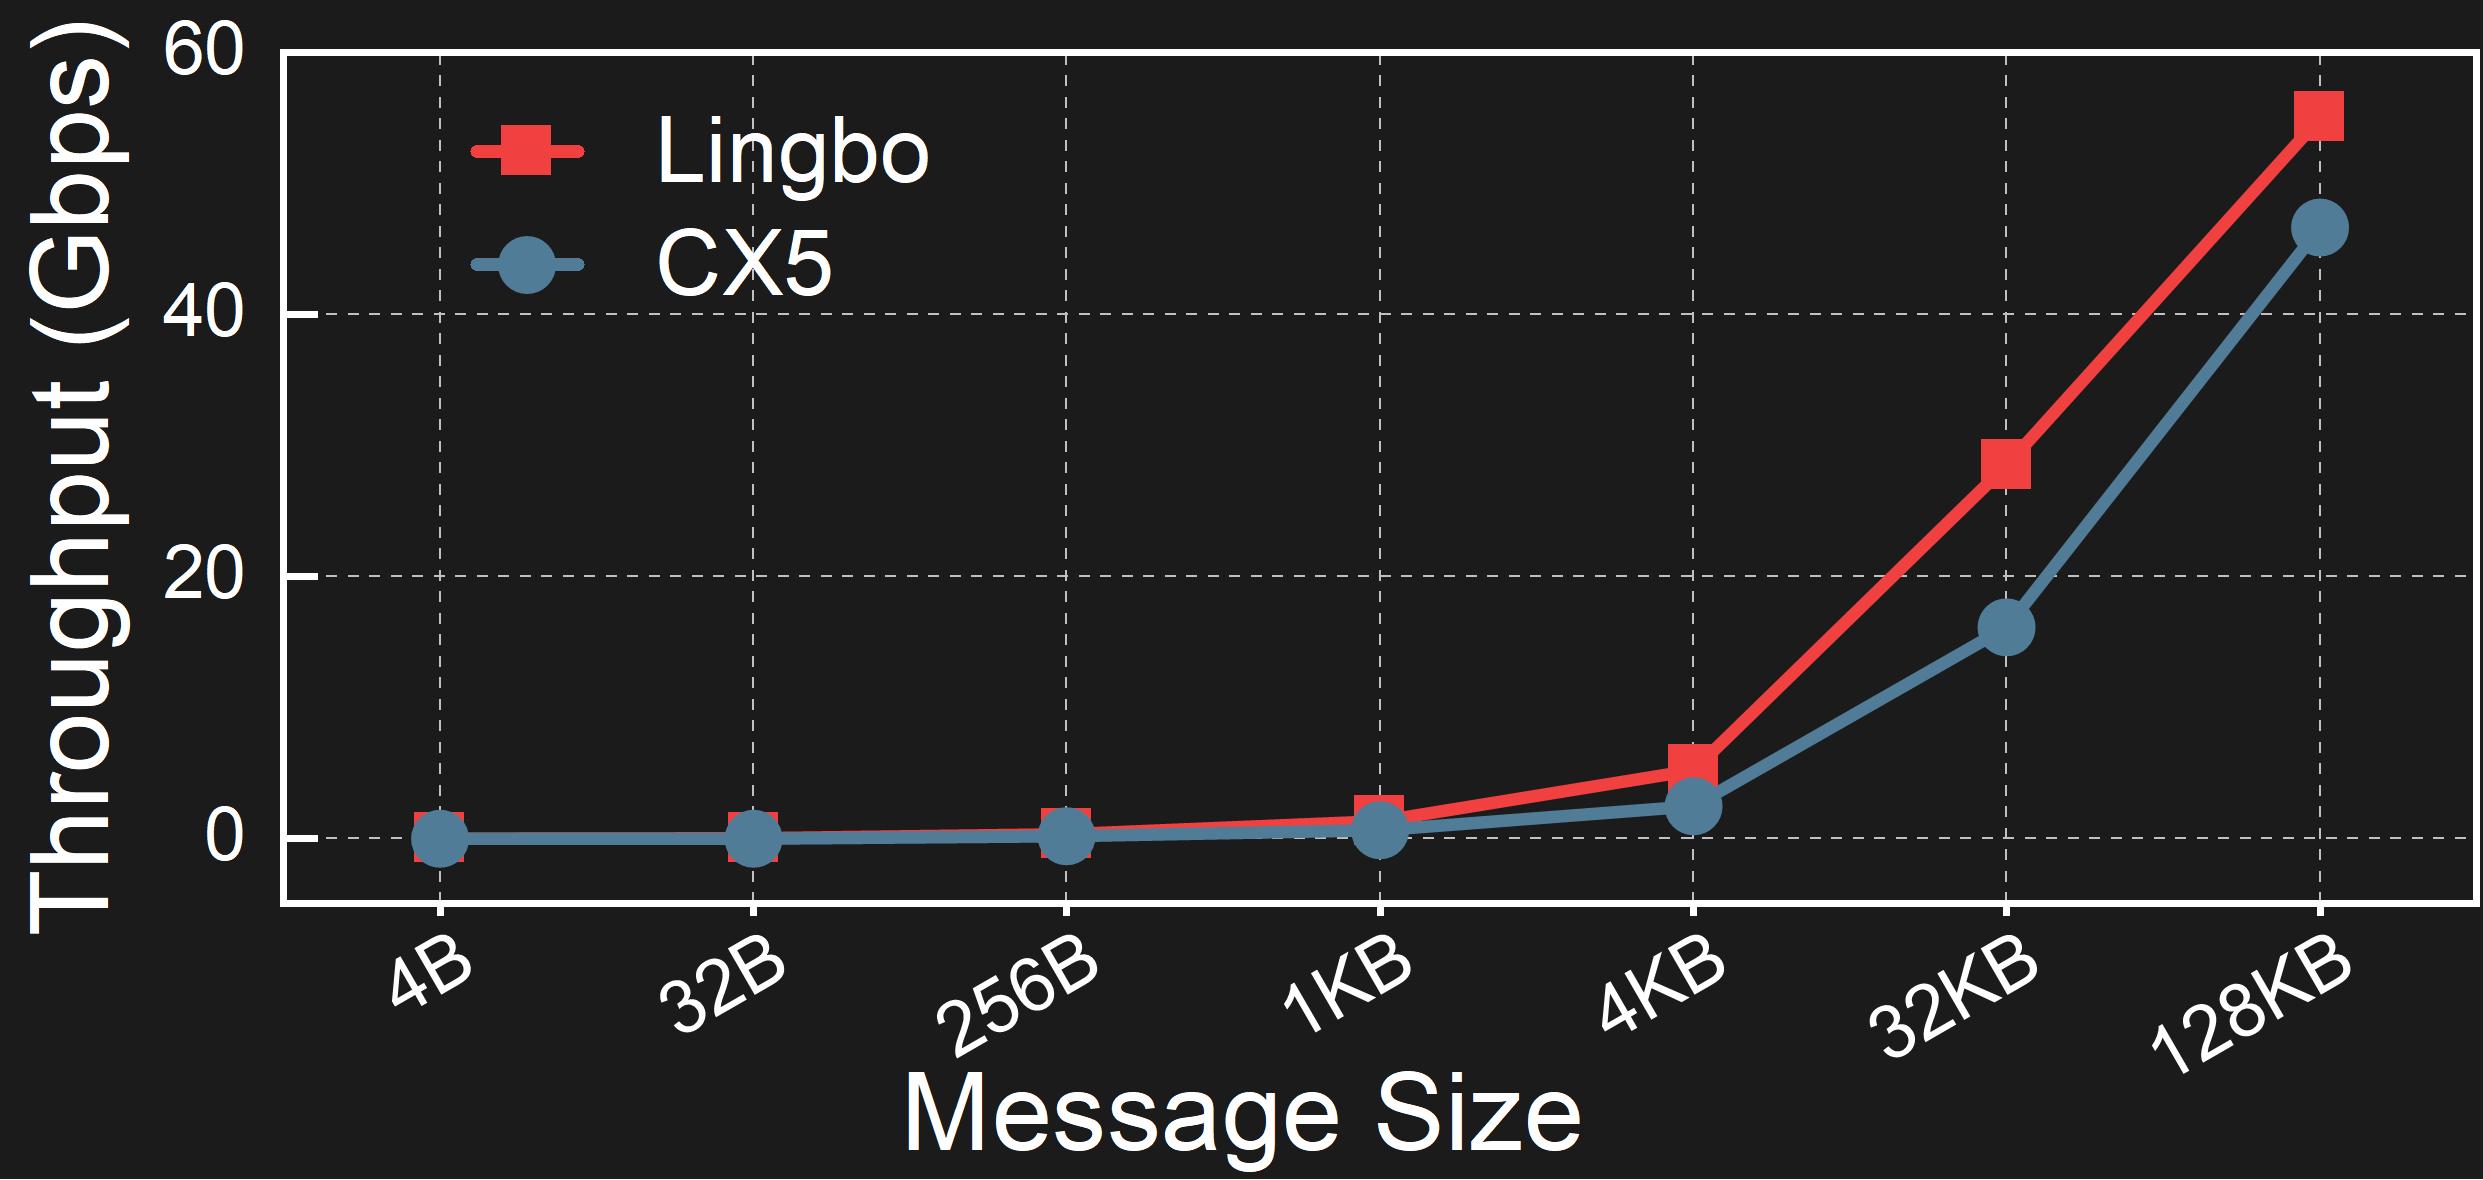 Throughput (Gbps)
60
40
20
0
Lingbo
CX5
4B
32B
256B
1KB
4KB
32KB
128KB
Message Size